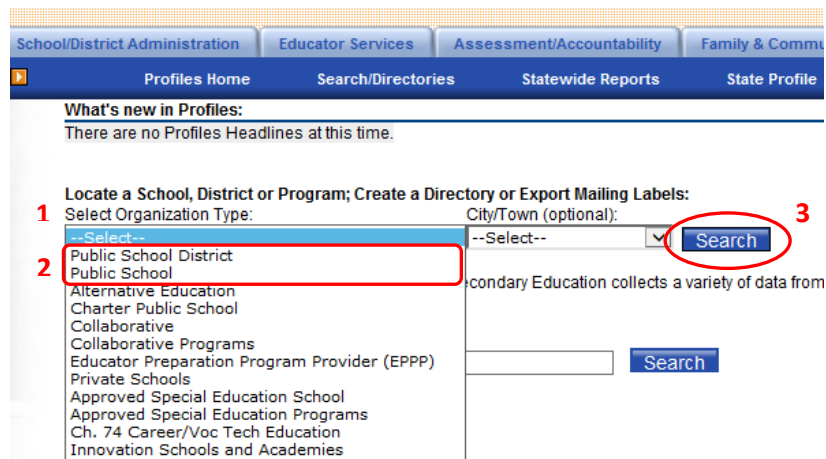 School/District Administration Educator Services Assessment/Accountability Family & Commu
Profiles Home Search/Directories Statewide Reports State Profile
What's new in Profiles:
There are no Profiles Headlines at this time.
Locate a School, District or Program; Create a Directory or Export Mailing Labels:
1 Select Organization Type: City/Town (optional): 3
--Select-- --Select-- Search
2 Public School District
Public School
Alternative Education econdary Education collects a variety of data from
Charter Public School
Collaborative
Collaborative Programs
Educator Preparation Program Provider (EPPP) Search
Private Schools
Approved Special Education School
Approved Special Education Programs
Ch. 74 Career/Voc Tech Education
Innovation Schools and Academies